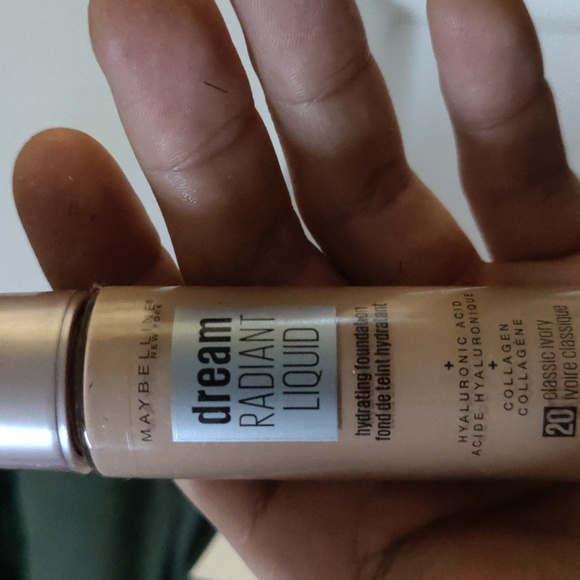 MAYBELLINE®
NEW YORK
dream
RADIANT
LIQUID
hydrating foundation
fond de teint hydratant
+
HYALURONIC ACID
ACIDE HYALURONIQUE
+
COLLAGEN
COLLAGÈNE
20 classic ivory
ivoire classique